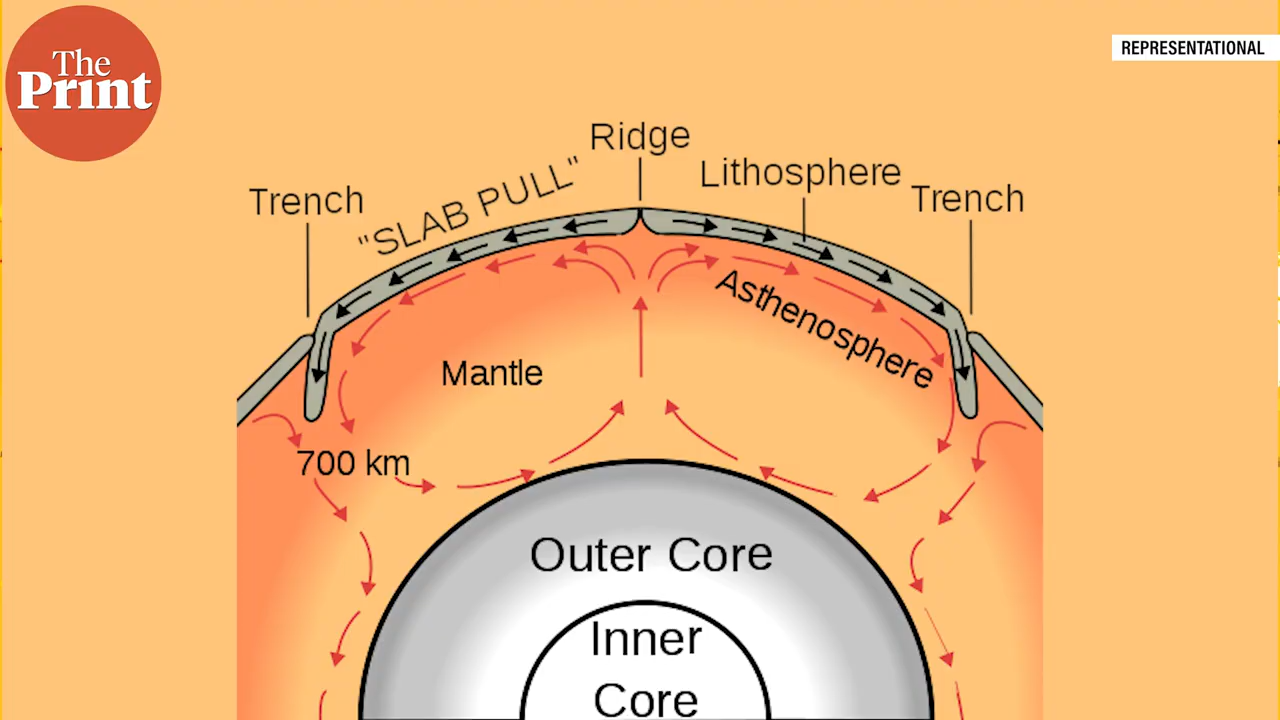 The
Print
REPRESENTATIONAL
Ridge
Lithosphere
Trench
"SLAB PULL"
Trench
Asthenosphere
Mantle
700 km
Outer Core
Inner
Core